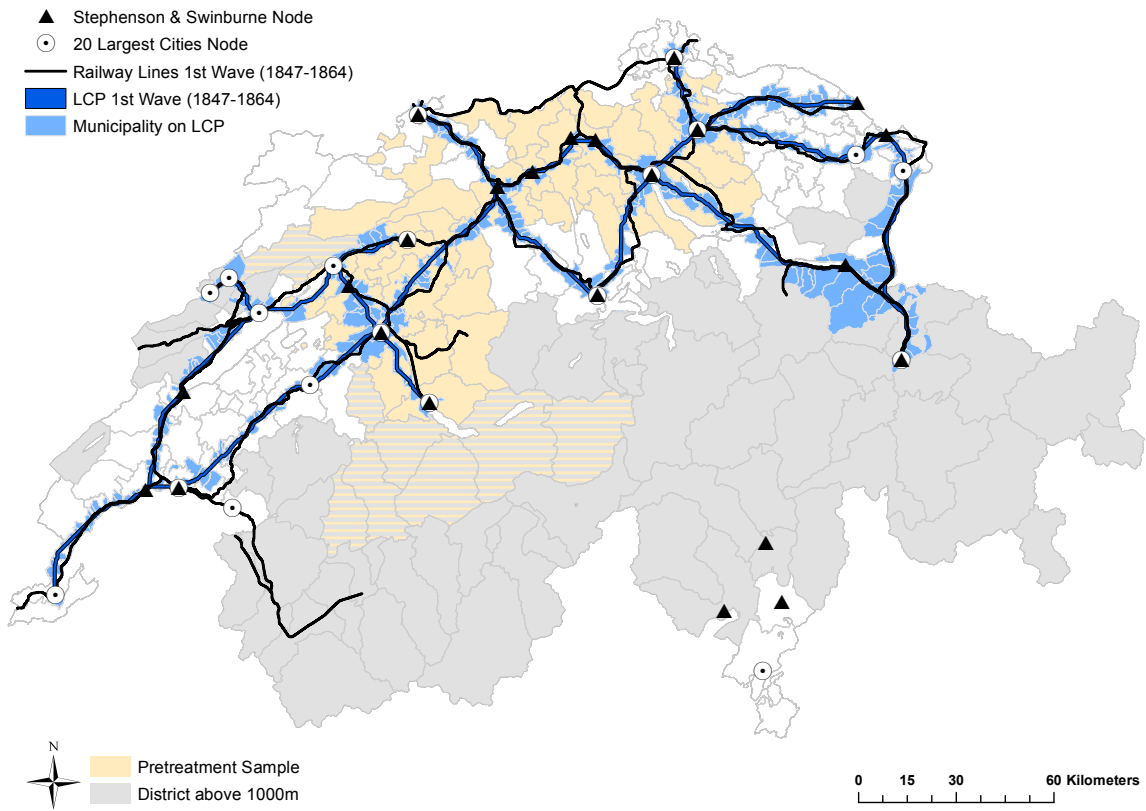 Stephenson & Swinburne Node
20 Largest Cities Node
Railway Lines 1st Wave (1847-1864)
LCP 1st Wave (1847-1864)
Municipality on LCP
N
Pretreatment Sample
District above 1000m
0 15 30 60 Kilometers